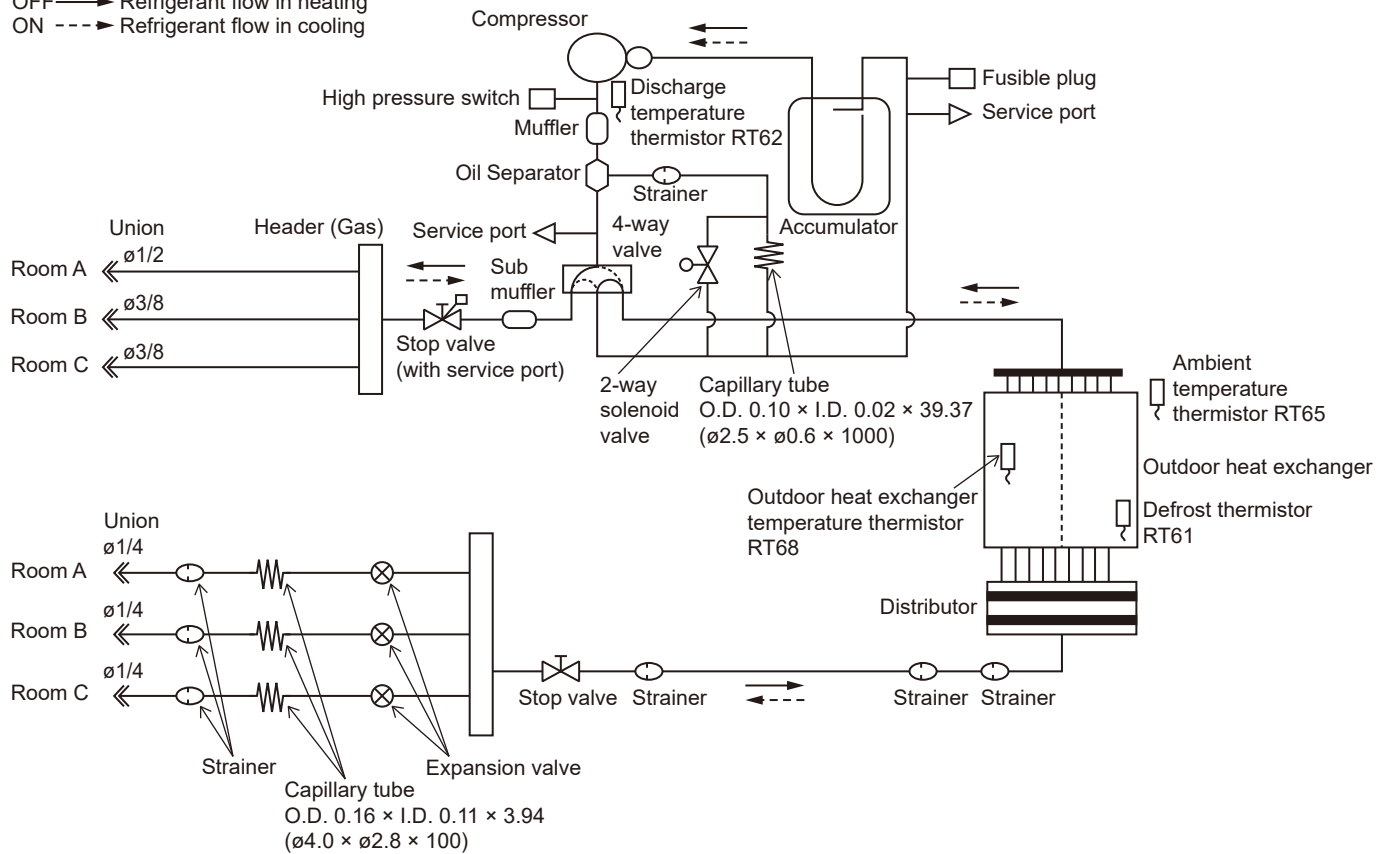 OFF Refrigerant flow in heating
ON Refrigerant flow in cooling
Compressor
High pressure switch
Discharge
temperature
thermistor RT62
Muffler
Oil Separator
Strainer
Fusible plug
Service port
Accumulator
Service port
4-way
valve
Sub
muffler
Header (Gas)
Union
ø1/2
Room A
ø3/8
Room B
ø3/8
Room C
Stop valve
(with service port)
2-way
solenoid
valve
Capillary tube
O.D. 0.10 × I.D. 0.02 × 39.37
(ø2.5 × ø0.6 × 1000)
Ambient
temperature
thermistor RT65
Outdoor heat exchanger
Outdoor heat exchanger
temperature thermistor
RT68
Defrost thermistor
RT61
Distributor
Union
ø1/4
Room A
ø1/4
Room B
ø1/4
Room C
Stop valve
Strainer
Strainer
Strainer
Strainer
Expansion valve
Capillary tube
O.D. 0.16 × I.D. 0.11 × 3.94
(ø4.0 × ø2.8 × 100)